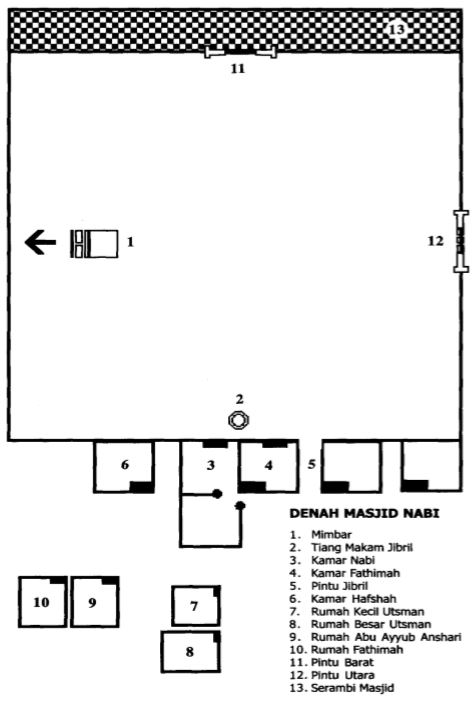 13
11
1
12
2
6
3
4
5
10
9
7
8
DENAH MASJID NABI
1. Mimbar
2. Tiang Makam Jibril
3. Kamar Nabi
4. Kamar Fathimah
5. Pintu Jibril
6. Kamar Hafshah
7. Rumah Kecil Utsman
8. Rumah Besar Utsman
9. Rumah Abu Ayyub Anshari
10. Rumah Fathimah
11. Pintu Barat
12. Pintu Utara
13. Serambi Masjid